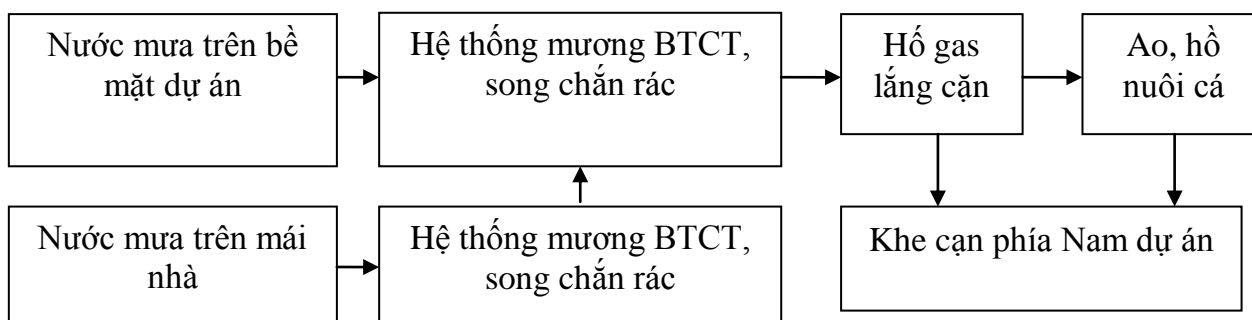 Nước mưa trên bề
mặt dự án
Hệ thống mương BTCT,
song chắn rác
Hố gas
lắng cặn
Ao, hồ
nuôi cá
Nước mưa trên mái
nhà
Hệ thống mương BTCT,
song chắn rác
Khe cạn phía Nam dự án